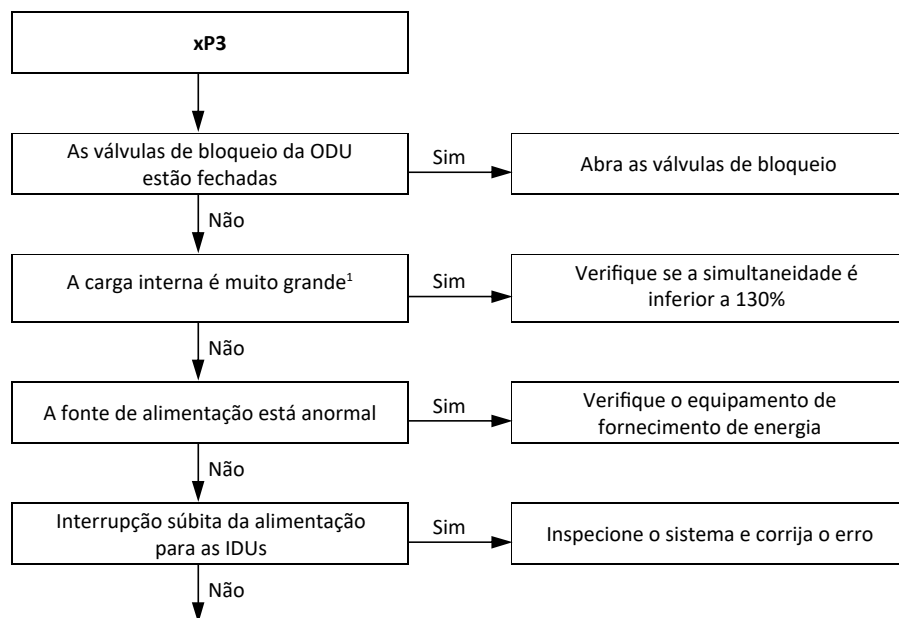 xP3
As válvulas de bloqueio da ODU
estão fechadas
Sim
Abra as válvulas de bloqueio
Não
A carga interna é muito grande¹
Sim
Verifique se a simultaneidade é
inferior a 130%
Não
A fonte de alimentação está anormal
Sim
Verifique o equipamento de
fornecimento de energia
Não
Interrupção súbita da alimentação
para as IDUs
Sim
Inspecione o sistema e corrija o erro
Não